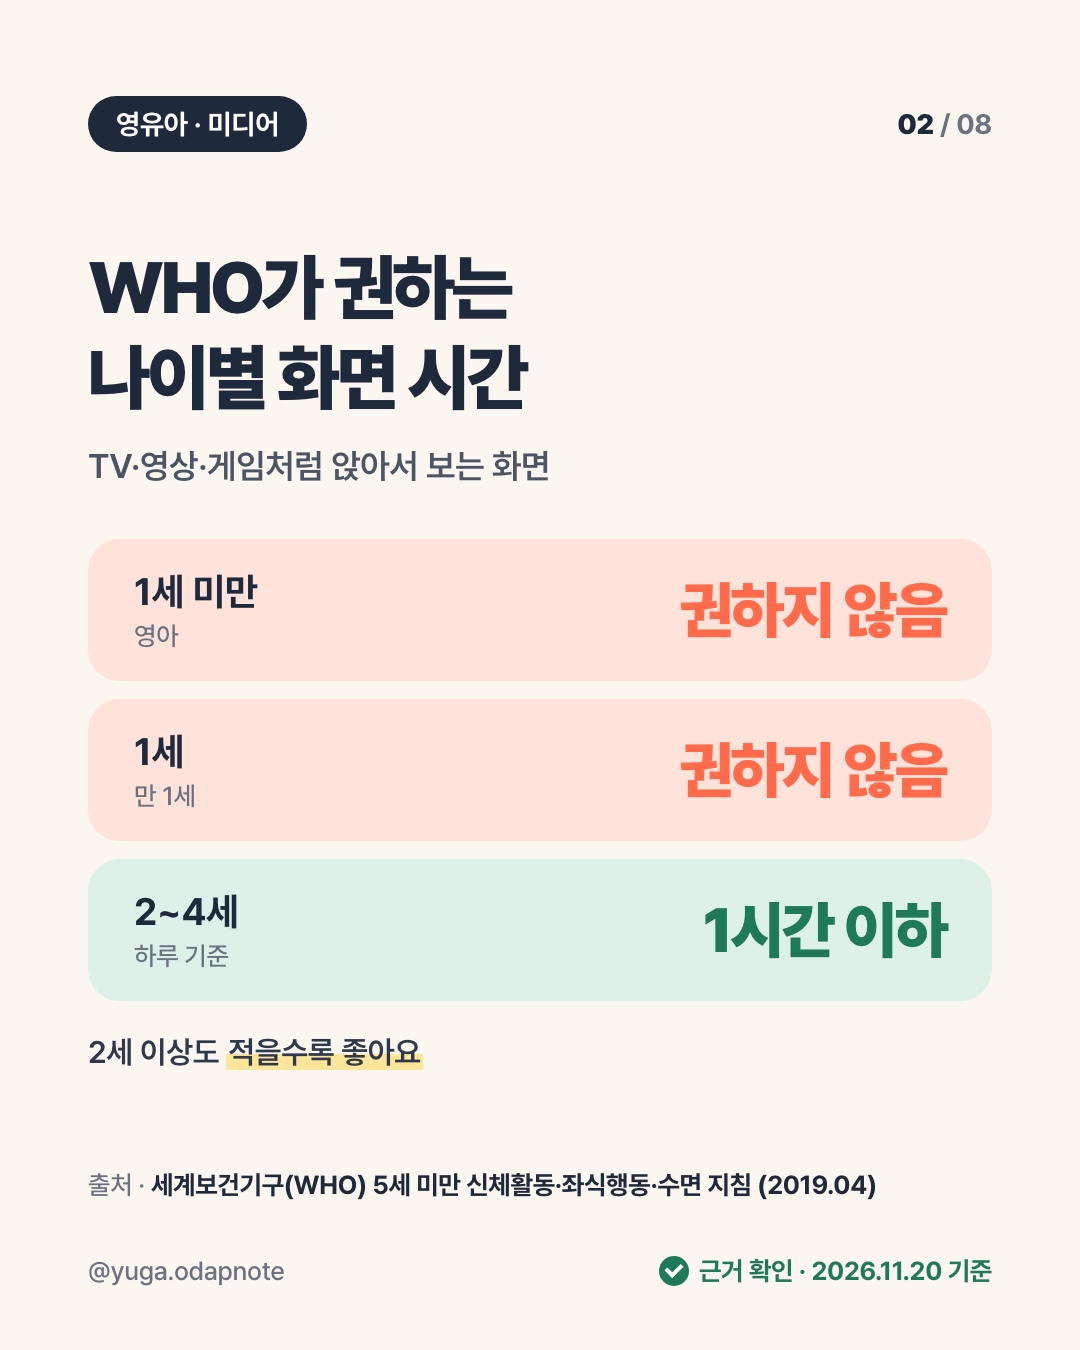 영유아 · 미디어
02 / 08
WHO가 권하는
나이별 화면 시간
TV·영상·게임처럼 앉아서 보는 화면
1세 미만
영아
권하지 않음
1세
만 1세
권하지 않음
2~4세
하루 기준
1시간 이하
2세 이상도 적을수록 좋아요
출처 · 세계보건기구(WHO) 5세 미만 신체활동·좌식행동·수면 지침 (2019.04)
@yuga.odapnote
근거 확인 · 2026.11.20 기준